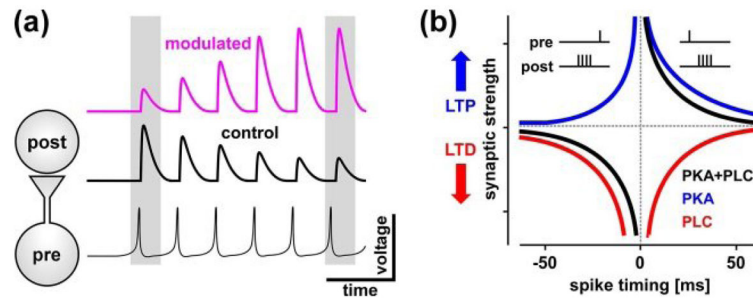 (a)
modulated
control
post
pre
voltage
time
(b)
pre
post
LTP
LTD
synaptic strength
PKA+PLC
PKA
PLC
-50
0
50
spike timing [ms]